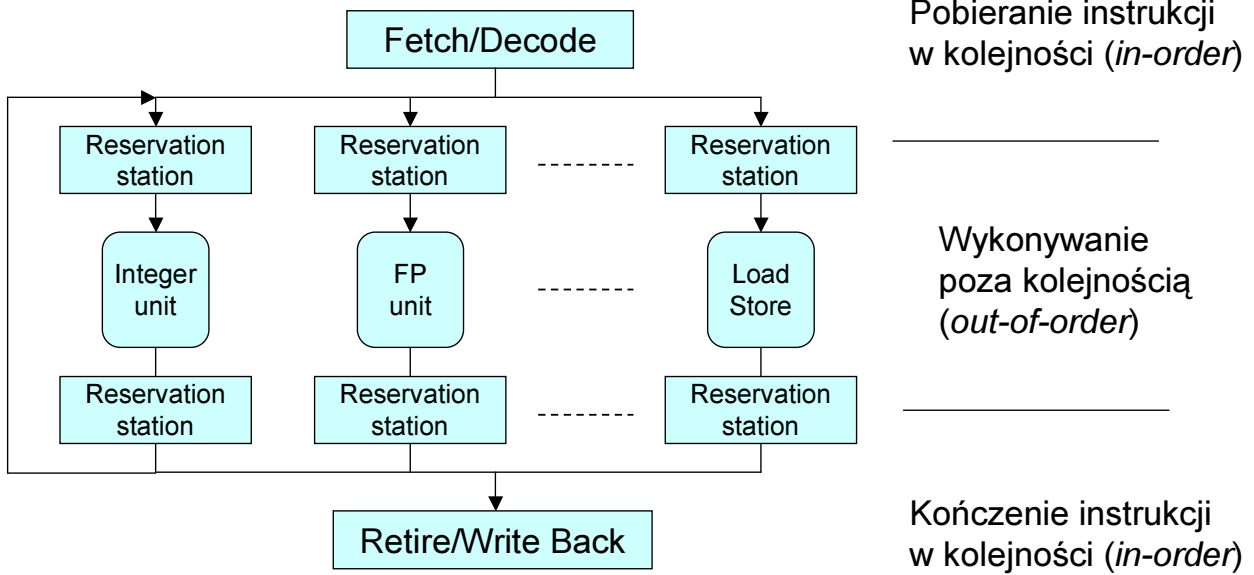 Pobieranie instrukcji
w kolejności (in-order)
Fetch/Decode
Reservation
station
Reservation
station
Reservation
station
Integer
unit
FP
unit
Load
Store
Wykonywanie
poza kolejnością
(out-of-order)
Reservation
station
Reservation
station
Reservation
station
Retire/Write Back
Kończenie instrukcji
w kolejności (in-order)